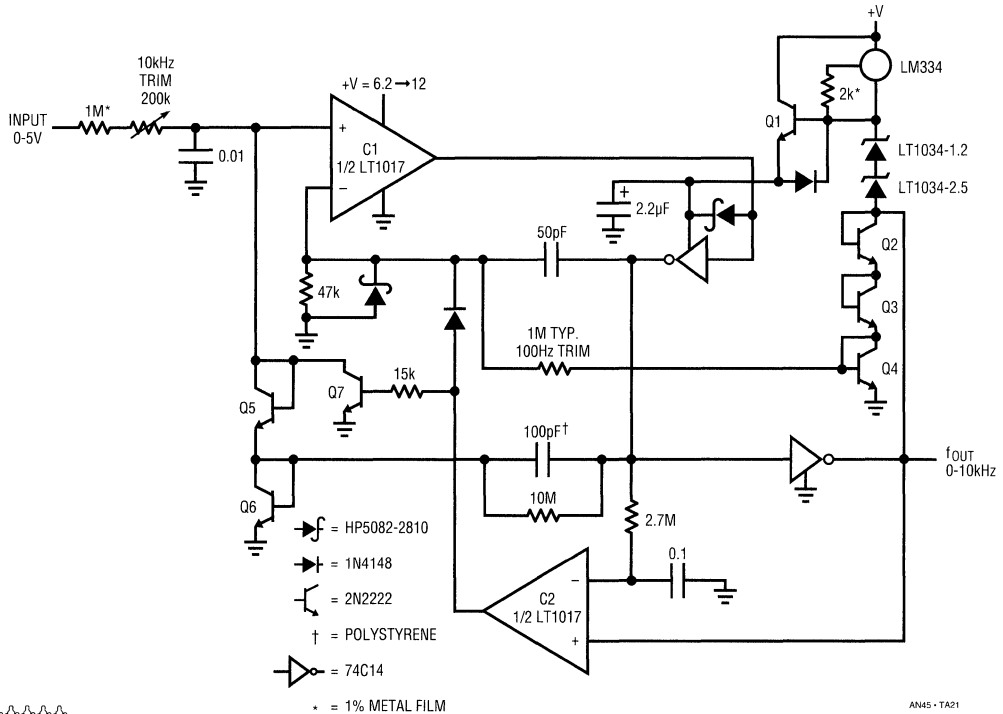 +V
LM334
2k*
Q1
LT1034-1.2
LT1034-2.5
10kHz
TRIM
200k
1M*
INPUT
0-5V
0.01
+V = 6.2→12
+
C1
1/2 LT1017
−
+
2.2µF
50pF
47k
Q2
Q3
Q4
1M TYP.
100Hz TRIM
15k
Q7
Q5
100pF†
10M
Q6
fOUT
0-10kHz
2.7M
0.1
−
C2
1/2 LT1017
+
= HP5082-2810
= 1N4148
= 2N2222
† = POLYSTYRENE
= 74C14
* = 1% METAL FILM
AN45 • TA21